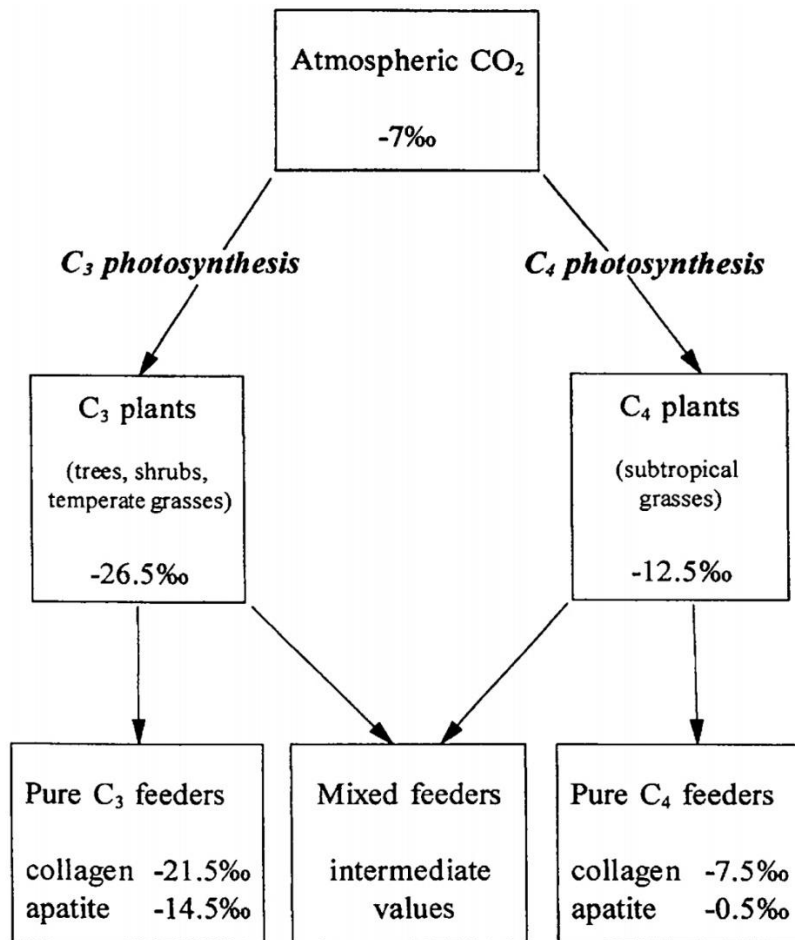 Atmospheric CO₂
-7‰
C₃ photosynthesis
C₄ photosynthesis
C₃ plants
(trees, shrubs,
temperate grasses)
-26.5‰
C₄ plants
(subtropical
grasses)
-12.5‰
Pure C₃ feeders
collagen -21.5‰
apatite -14.5‰
Mixed feeders
intermediate
values
Pure C₄ feeders
collagen -7.5‰
apatite -0.5‰